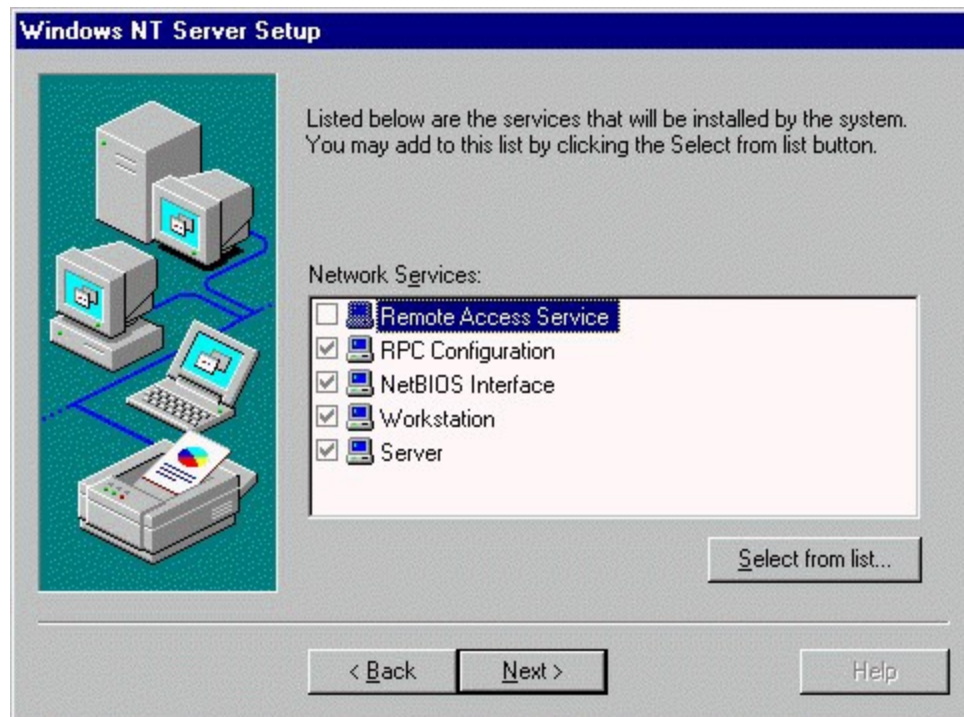 Windows NT Server Setup
Listed below are the services that will be installed by the system.
You may add to this list by clicking the Select from list button.
Network Services:
Remote Access Service
RPC Configuration
NetBIOS Interface
Workstation
Server
Select from list...
< Back
Next >
Help